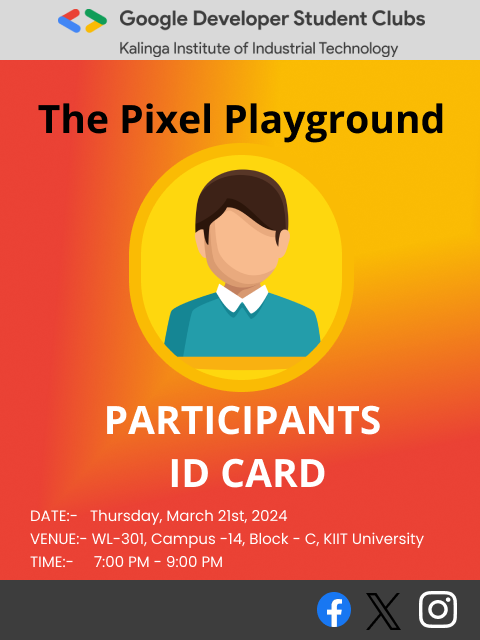 Google Developer Student Clubs
Kalinga Institute of Industrial Technology
The Pixel Playground
PARTICIPANTS
ID CARD
DATE:- Thursday, March 21st, 2024
VENUE:- WL-301, Campus -14, Block - C, KIIT University
TIME:- 7:00 PM - 9:00 PM